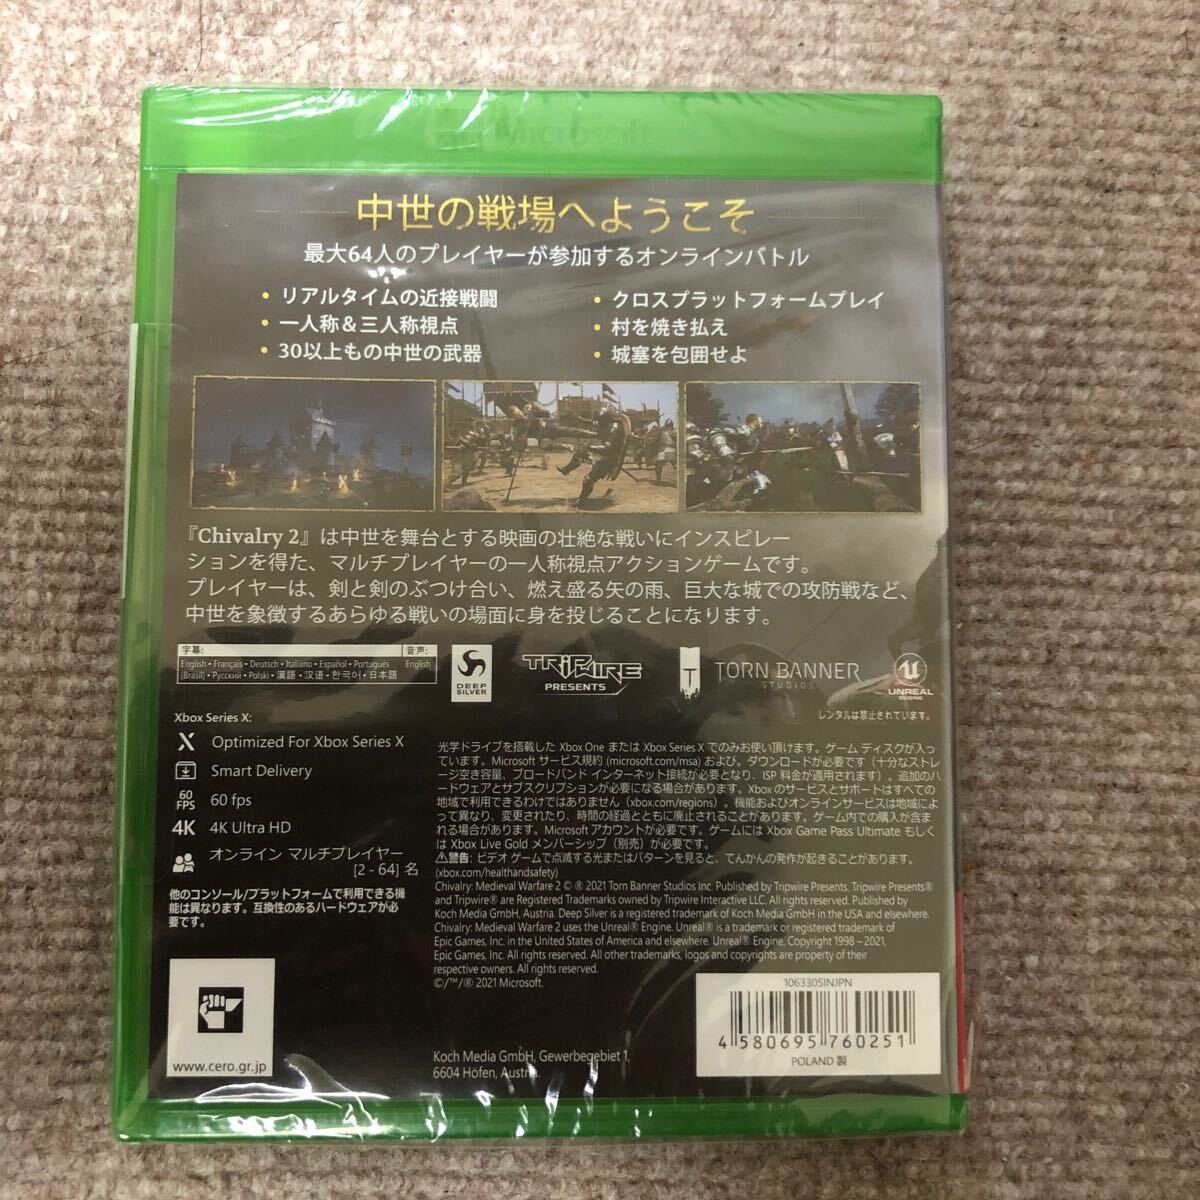 中世の戦場へようこそ
最大64人のプレイヤーが参加するオンラインバトル
• リアルタイムの近接戦闘
• 一人称＆三人称視点
• 30以上もの中世の武器
• クロスプラットフォームプレイ
• 村を焼き払え
• 城塞を包囲せよ
『Chivalry 2』は中世を舞台とする映画の壮絶な戦いにインスピレー
ションを得た、マルチプレイヤーの一人称視点アクションゲームです。
プレイヤーは、剣と剣のぶつけ合い、燃え盛る矢の雨、巨大な城での攻防戦など、
中世を象徴するあらゆる戦いの場面に身を投じることになります。
字幕:
English • Français • Deutsch • Italiano • Español • Português
(Brasil) • Русский • Polski • 漢語 • 汉语 • 한국어 • 日本語
音声:
English
DEEP
SILVER
TRIPWIRE
PRESENTS
TORN BANNER
STUDIOS
UNREAL
ENGINE
レンタルは禁止されています。
Xbox Series X:
X Optimized For Xbox Series X
Smart Delivery
60
FPS
60 fps
4K 4K Ultra HD
オンライン マルチプレイヤー
[2 - 64] 名
他のコンソール/プラットフォームで利用できる機
能は異なります。互換性のあるハードウェアが必
要です。
光学ドライブを搭載した Xbox One または Xbox Series X でのみお使い頂けます。ゲーム ディスクが入っ
ています。Microsoft サービス規約 (microsoft.com/msa) および。ダウンロードが必要です（十分なストレ
ージ空き容量、ブロードバンド インターネット接続が必要となり、ISP 料金が適用されます）。追加のハ
ードウェアとサブスクリプションが必要になる場合があります。Xbox のサービスとサポートはすべての
地域で利用できるわけではありません（xbox.com/regions）。機能およびオンラインサービスは地域によ
って異なり、変更されたり、時間の経過とともに廃止されることがあります。ゲーム内での購入が含ま
れる場合があります。Microsoft アカウントが必要です。ゲームには Xbox Game Pass Ultimate もしく
は Xbox Live Gold メンバーシップ（別売）が必要です。
⚠警告: ビデオ ゲームで点滅する光またはパターンを見ると、てんかんの発作が起きることがあります。
(xbox.com/healthandsafety)
Chivalry: Medieval Warfare 2 © ® 2021 Torn Banner Studios Inc. Published by Tripwire Presents. Tripwire Presents®
and Tripwire® are Registered Trademarks owned by Tripwire Interactive LLC. All rights reserved. Published by
Koch Media GmbH, Austria. Deep Silver is a registered trademark of Koch Media GmbH in the USA and elsewhere.
Chivalry: Medieval Warfare 2 uses the Unreal® Engine. Unreal® is a trademark or registered trademark of
Epic Games, Inc. in the United States of America and elsewhere. Unreal® Engine, Copyright 1998 – 2021,
Epic Games, Inc. All rights reserved. All other trademarks, logos and copyrights are property of their
respective owners. All rights reserved.
©/™/® 2021 Microsoft.
www.cero.gr.jp
Koch Media GmbH, Gewerbegebiet 1,
6604 Höfen, Austria.
1063305INJPN
4 580695 760251
POLAND 製